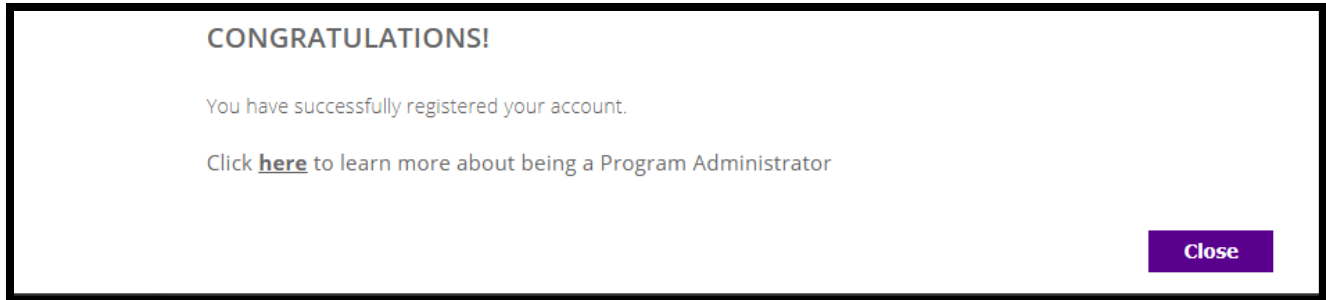 CONGRATULATIONS!
You have successfully registered your account.
Click here to learn more about being a Program Administrator
Close